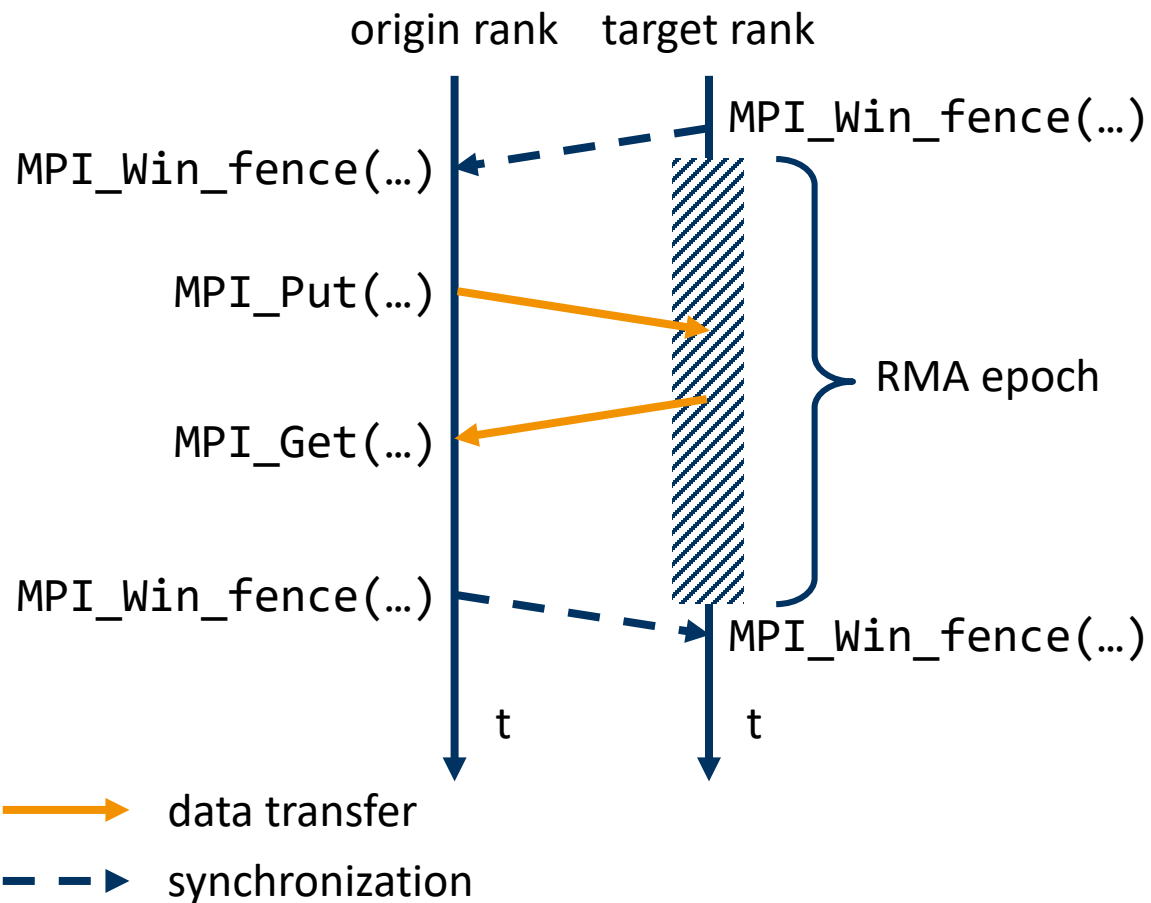 origin rank target rank
MPI_Win_fence(…)
MPI_Win_fence(…)
MPI_Put(…)
RMA epoch
MPI_Get(…)
MPI_Win_fence(…)
MPI_Win_fence(…)
t t
data transfer
synchronization